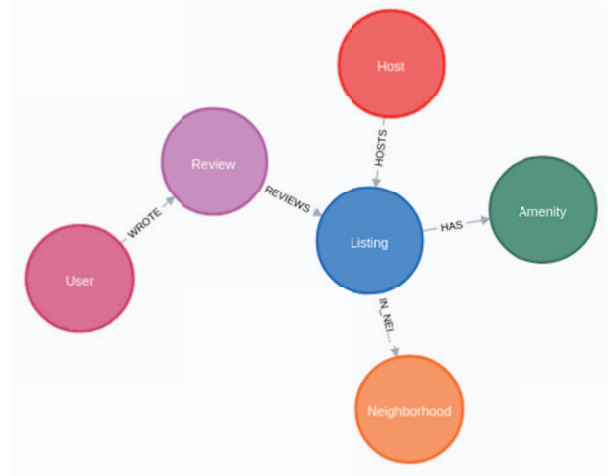 Host
HOSTS
Review
REVIEWS
Amenity
HAS
Listing
WROTE
User
IN_NEI...
Neighborhood